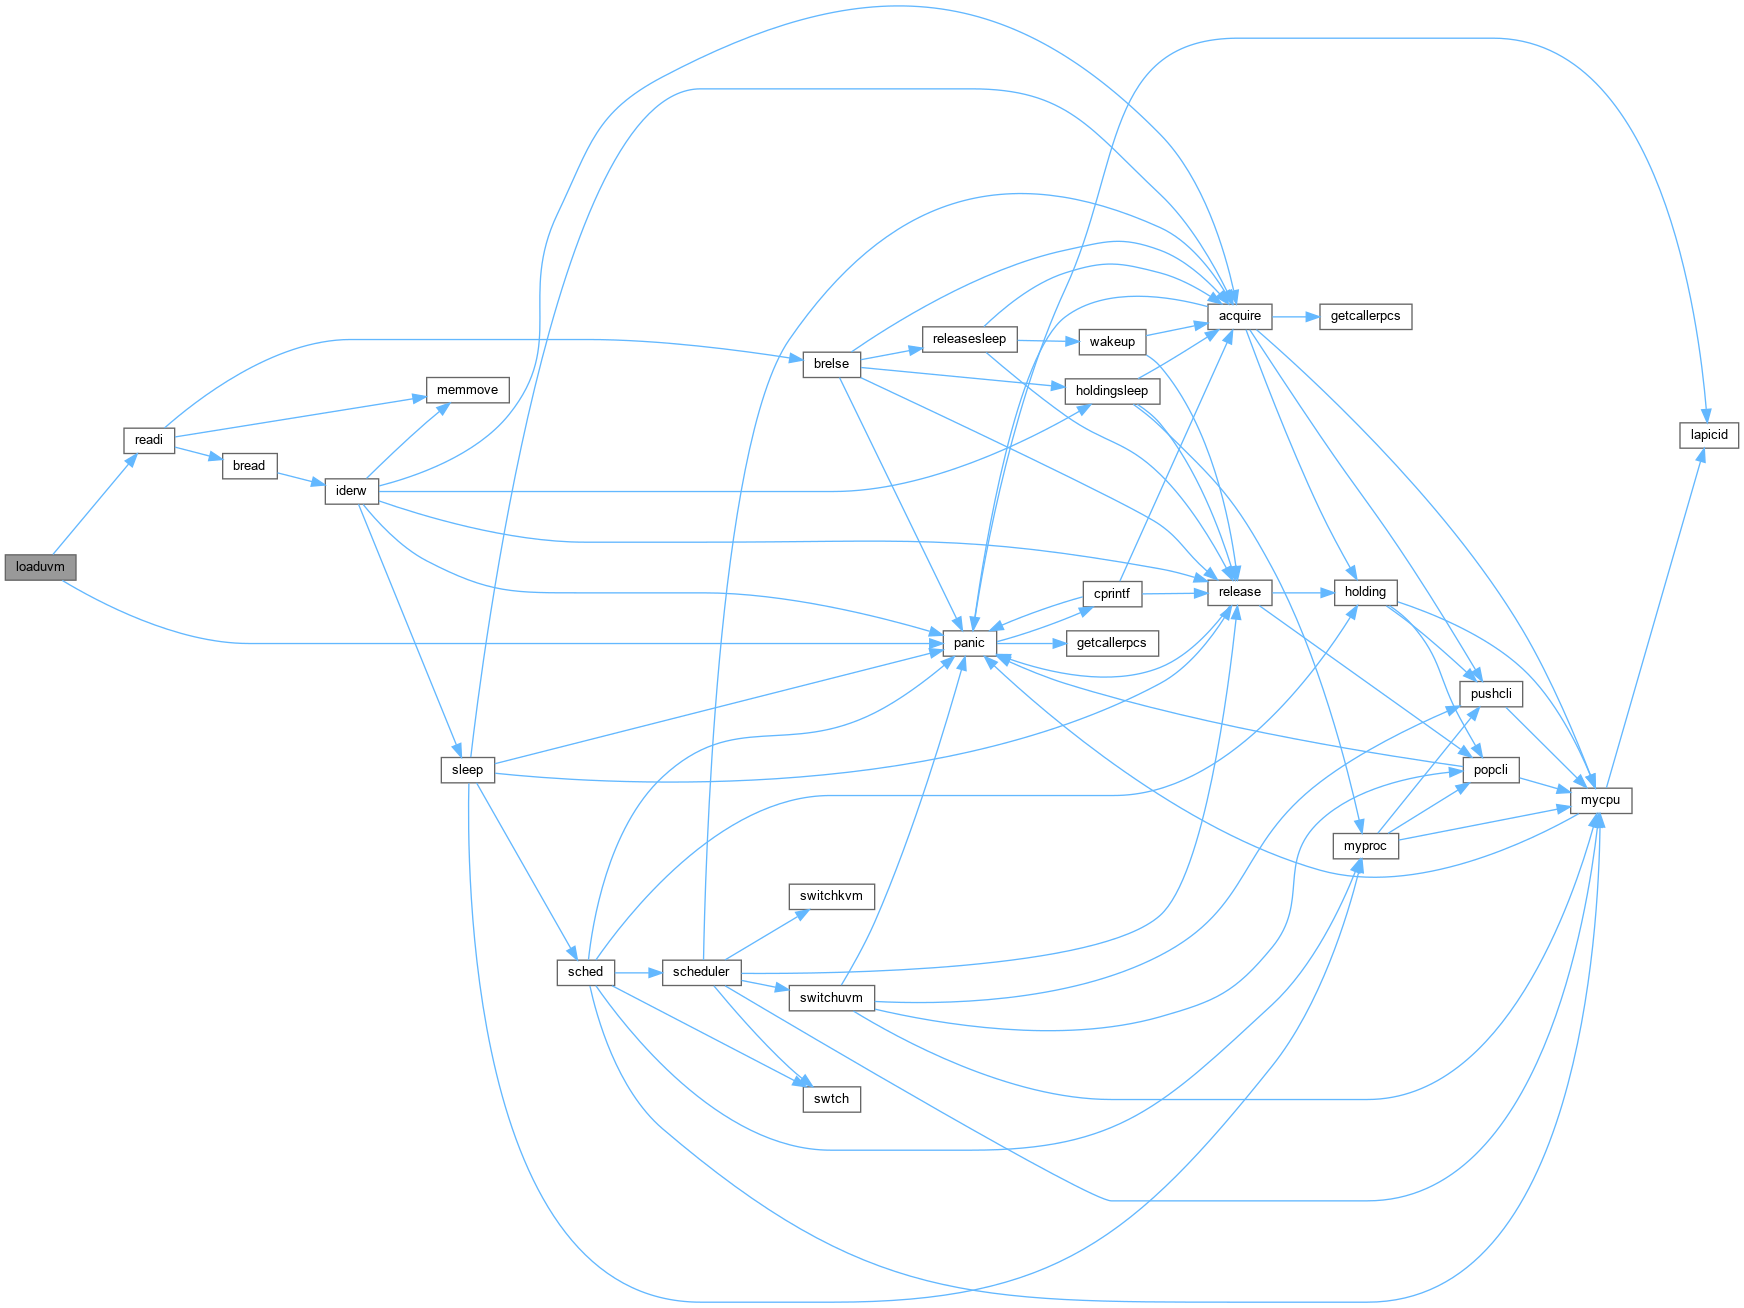 acquire
getcallerpcs
releasesleep
wakeup
brelse
holdingsleep
memmove
readi
lapicid
bread
iderw
loaduvm
cprintf
release
holding
panic
getcallerpcs
pushcli
sleep
popcli
mycpu
myproc
switchkvm
sched
scheduler
switchuvm
swtch